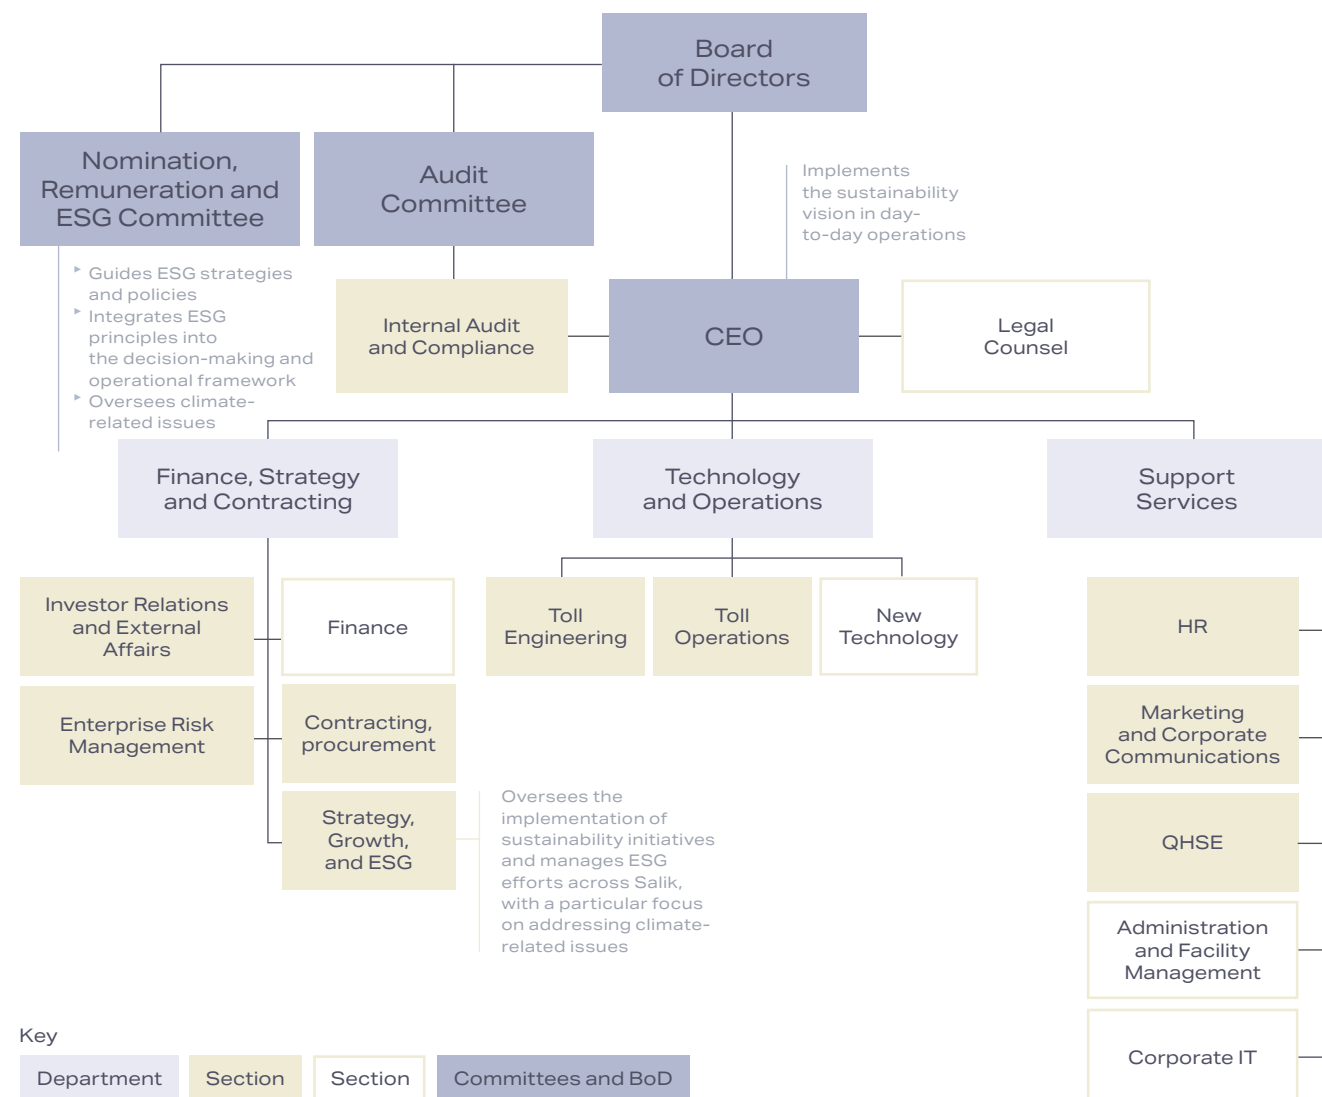 Board
of Directors
Nomination,
Remuneration and
ESG Committee
Audit
Committee
Implements
the sustainability
vision in day-
to-day operations
▸ Guides ESG strategies
and policies
▸ Integrates ESG
principles into
the decision-making and
operational framework
▸ Oversees climate-
related issues
Internal Audit
and Compliance
CEO
Legal
Counsel
Finance, Strategy
and Contracting
Technology
and Operations
Support
Services
Investor Relations
and External
Affairs
Finance
Toll
Engineering
Toll
Operations
New
Technology
HR
Enterprise Risk
Management
Contracting,
procurement
Marketing
and Corporate
Communications
Strategy,
Growth,
and ESG
Oversees the
implementation of
sustainability initiatives
and manages ESG
efforts across Salik,
with a particular focus
on addressing climate-
related issues
QHSE
Administration
and Facility
Management
Corporate IT
Key
Department
Section
Section
Committees and BoD